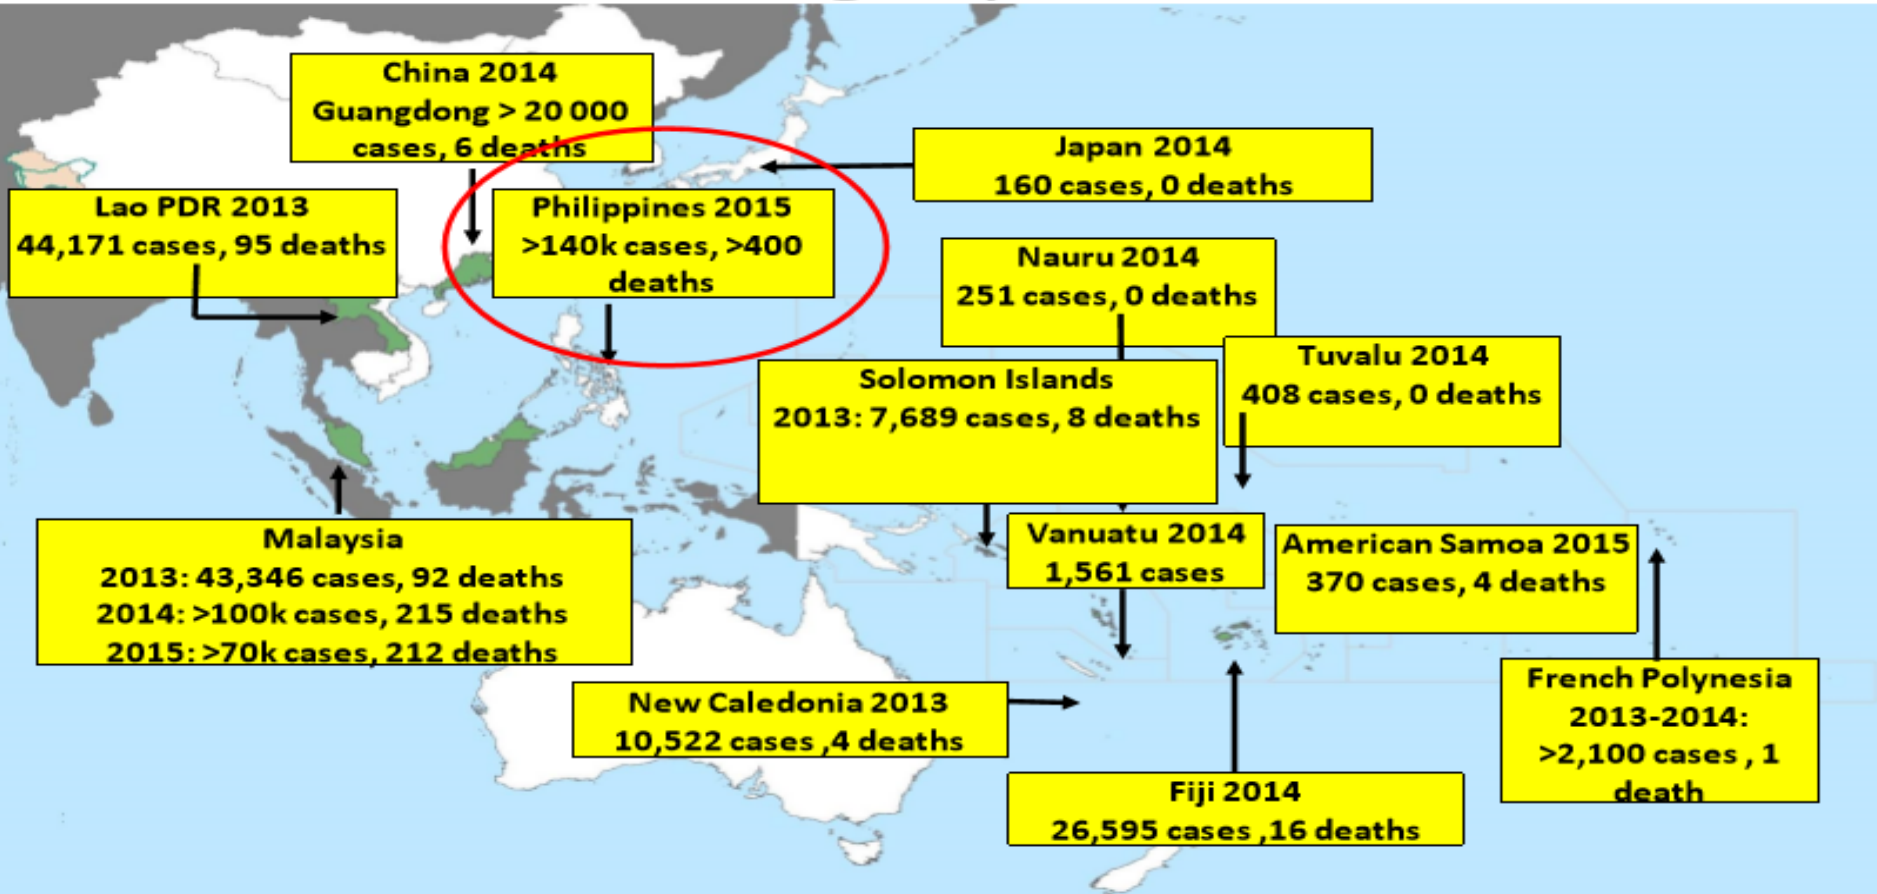 China 2014
Guangdong > 20 000
cases, 6 deaths
Japan 2014
160 cases, 0 deaths
Lao PDR 2013
44,171 cases, 95 deaths
Philippines 2015
>140k cases, >400
deaths
Nauru 2014
251 cases, 0 deaths
Tuvalu 2014
408 cases, 0 deaths
Solomon Islands
2013: 7,689 cases, 8 deaths
Malaysia
2013: 43,346 cases, 92 deaths
2014: >100k cases, 215 deaths
2015: >70k cases, 212 deaths
Vanuatu 2014
1,561 cases
American Samoa 2015
370 cases, 4 deaths
New Caledonia 2013
10,522 cases ,4 deaths
French Polynesia
2013-2014:
>2,100 cases , 1
death
Fiji 2014
26,595 cases ,16 deaths